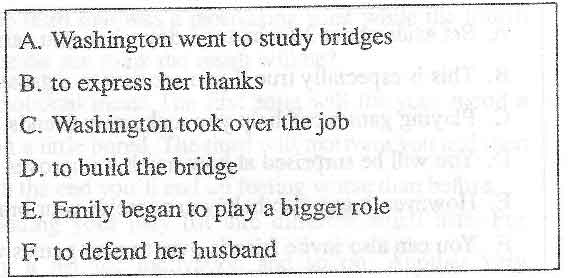 A. Washington went to study bridges
B. to express her thanks
C. Washington took over the job
D. to build the bridge
E. Emily began to play a bigger role
F. to defend her husband